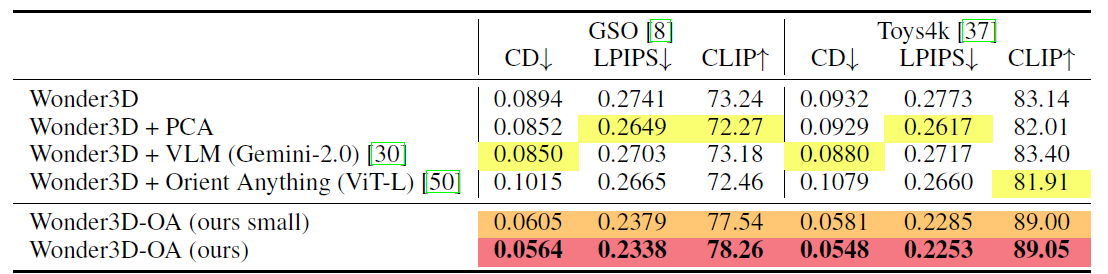 GSO [8] Toys4k [37]
CD↓ LPIPS↓ CLIP↑ CD↓ LPIPS↓ CLIP↑
Wonder3D 0.0894 0.2741 73.24 0.0932 0.2773 83.14
Wonder3D + PCA 0.0852 0.2649 72.27 0.0929 0.2617 82.01
Wonder3D + VLM (Gemini-2.0) [30] 0.0850 0.2703 73.18 0.0880 0.2717 83.40
Wonder3D + Orient Anything (ViT-L) [50] 0.1015 0.2665 72.46 0.1079 0.2660 81.91
Wonder3D-OA (ours small) 0.0605 0.2379 77.54 0.0581 0.2285 89.00
Wonder3D-OA (ours) 0.0564 0.2338 78.26 0.0548 0.2253 89.05